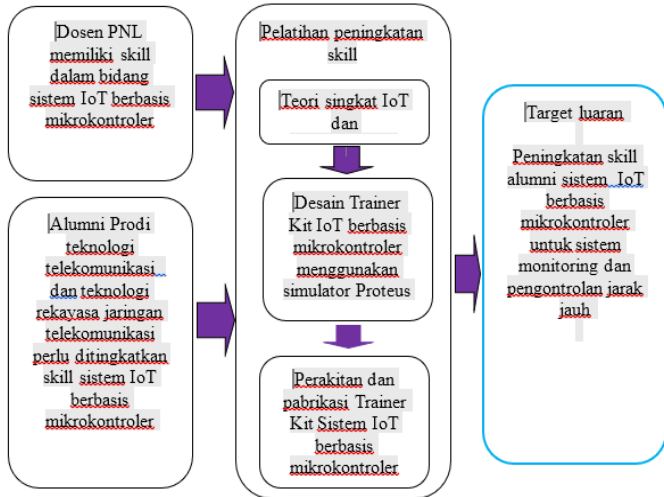 Dosen PNL
memiliki skill
dalam bidang
sistem IoT berbasis
mikrokontroler
Alumni Prodi
teknologi
telekomunikasi
dan teknologi
rekayasa jaringan
telekomunikasi
perlu ditingkatkan
skill sistem IoT
berbasis
mikrokontroler
Pelatihan peningkatan
skill
Teori singkat IoT
dan
Desain Trainer
Kit IoT berbasis
mikrokontroler
menggunakan
simulator Proteus
Perakitan dan
pabrikasi Trainer
Kit Sistem IoT
berbasis
mikrokontroler
Target luaran
Peningkatan skill
alumni sistem IoT
berbasis
mikrokontroler
untuk sistem
monitoring dan
pengontrolan jarak
jauh